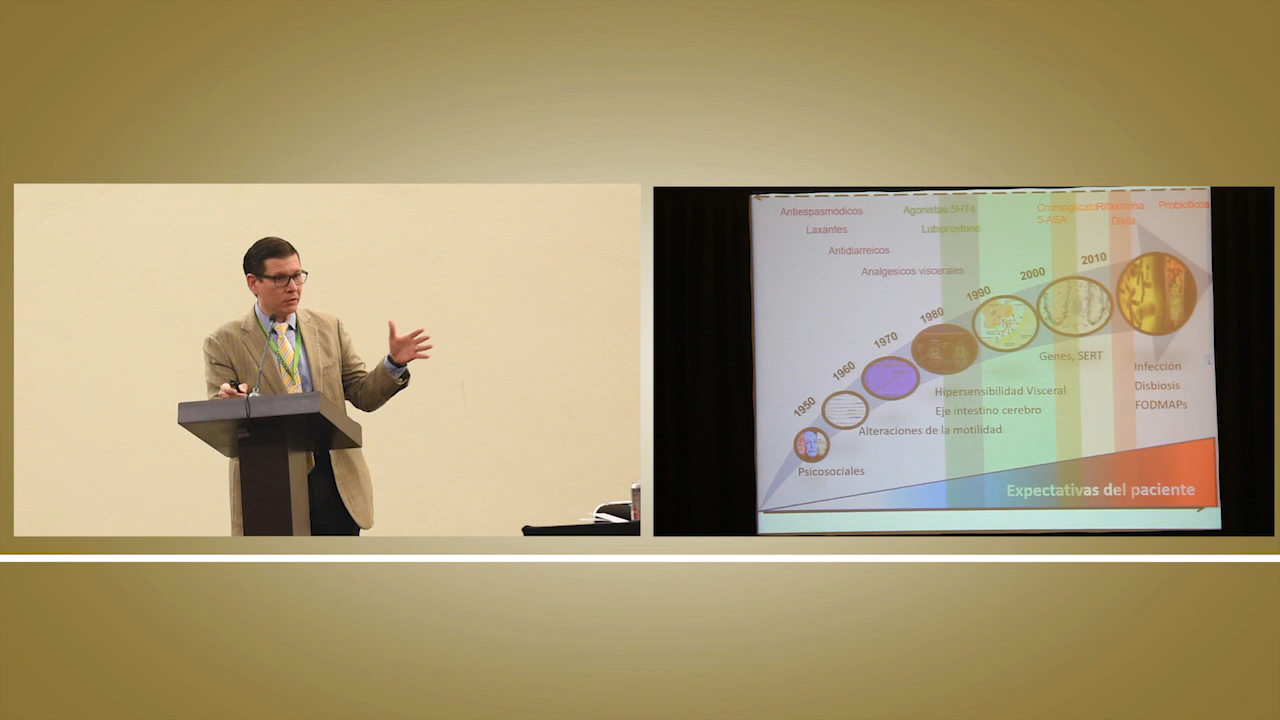 Antiespasmódicos
Agonistas 5HT4
Cromoglicato
Rifaximina
Probioticos
5-ASA
Dieta
Laxantes
Lubiprostone
Antidiarreicos
Analgesicos viscerales
2010
2000
1990
1980
1970
1960
1950
Genes, SERT
Infección
Disbiosis
FODMAPs
Hipersensibilidad Visceral
Eje intestino cerebro
Alteraciones de la motilidad
Psicosociales
Expectativas del paciente